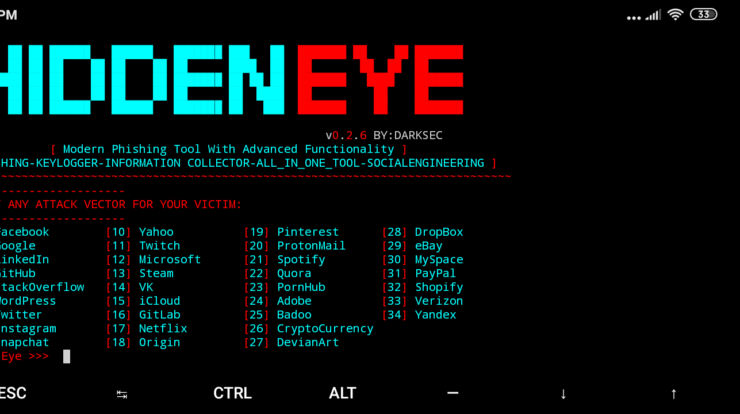 PM
33
HIDDEN EYE
v0.2.6 BY:DARKSEC
[ Modern Phishing Tool With Advanced Functionality ]
HING-KEYLOGGER-INFORMATION COLLECTOR-ALL_IN_ONE_TOOL-SOCIALENGINEERING }
~~~~~~~~~~~~~~~~~~~~~~~~~~~~~~~~~~~~~~~~~~~~~~~~~~~~~~~~~~~~~~~~~~~~~~~~~~
-------------------
ANY ATTACK VECTOR FOR YOUR VICTIM:
-------------------
acebook [10] Yahoo [19] Pinterest [28] DropBox
oogle [11] Twitch [20] ProtonMail [29] eBay
inkedIn [12] Microsoft [21] Spotify [30] MySpace
itHub [13] Steam [22] Quora [31] PayPal
tackOverflow [14] VK [23] PornHub [32] Shopify
ordPress [15] iCloud [24] Adobe [33] Verizon
witter [16] GitLab [25] Badoo [34] Yandex
nstagram [17] Netflix [26] CryptoCurrency
napchat [18] Origin [27] DevianArt
Eye >>>
ESC ↹ CTRL ALT — ↓ ↑